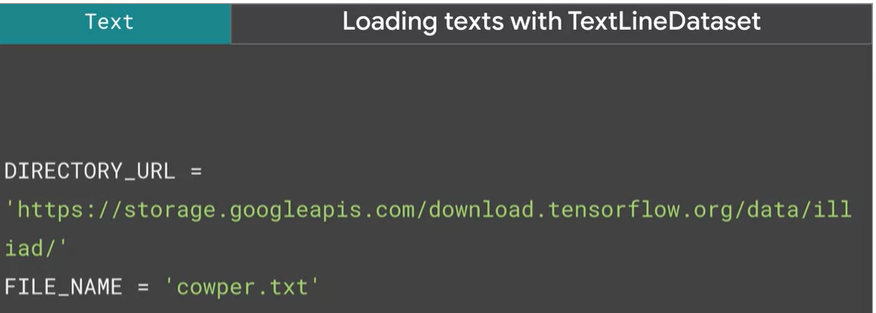 Text
Loading texts with TextLineDataset
DIRECTORY_URL =
'https://storage.googleapis.com/download.tensorflow.org/data/ill
iad/'
FILE_NAME = 'cowper.txt'